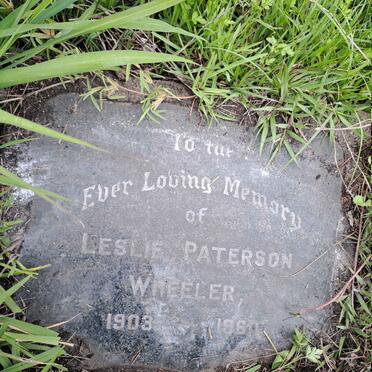 To the
Ever Loving Memory
of
LESLIE PATERSON
WHEELER,
1903